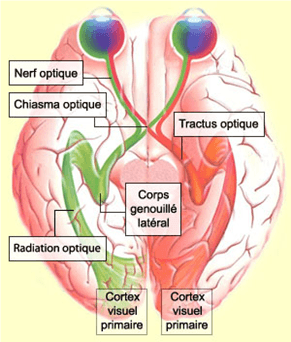 Nerf optique
Chiasma optique
Tractus optique
Corps
genouillé
latéral
Radiation optique
Cortex
visuel
primaire
Cortex
visuel
primaire